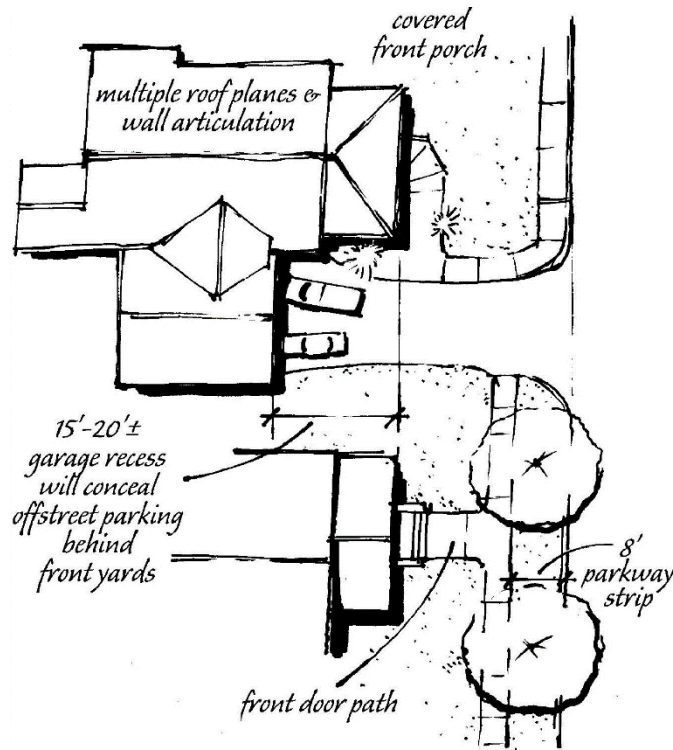 covered
front porch
multiple roof planes &
wall articulation
15'-20'±
garage recess
will conceal
offstreet parking
behind
front yards
8'
parkway
strip
front door path